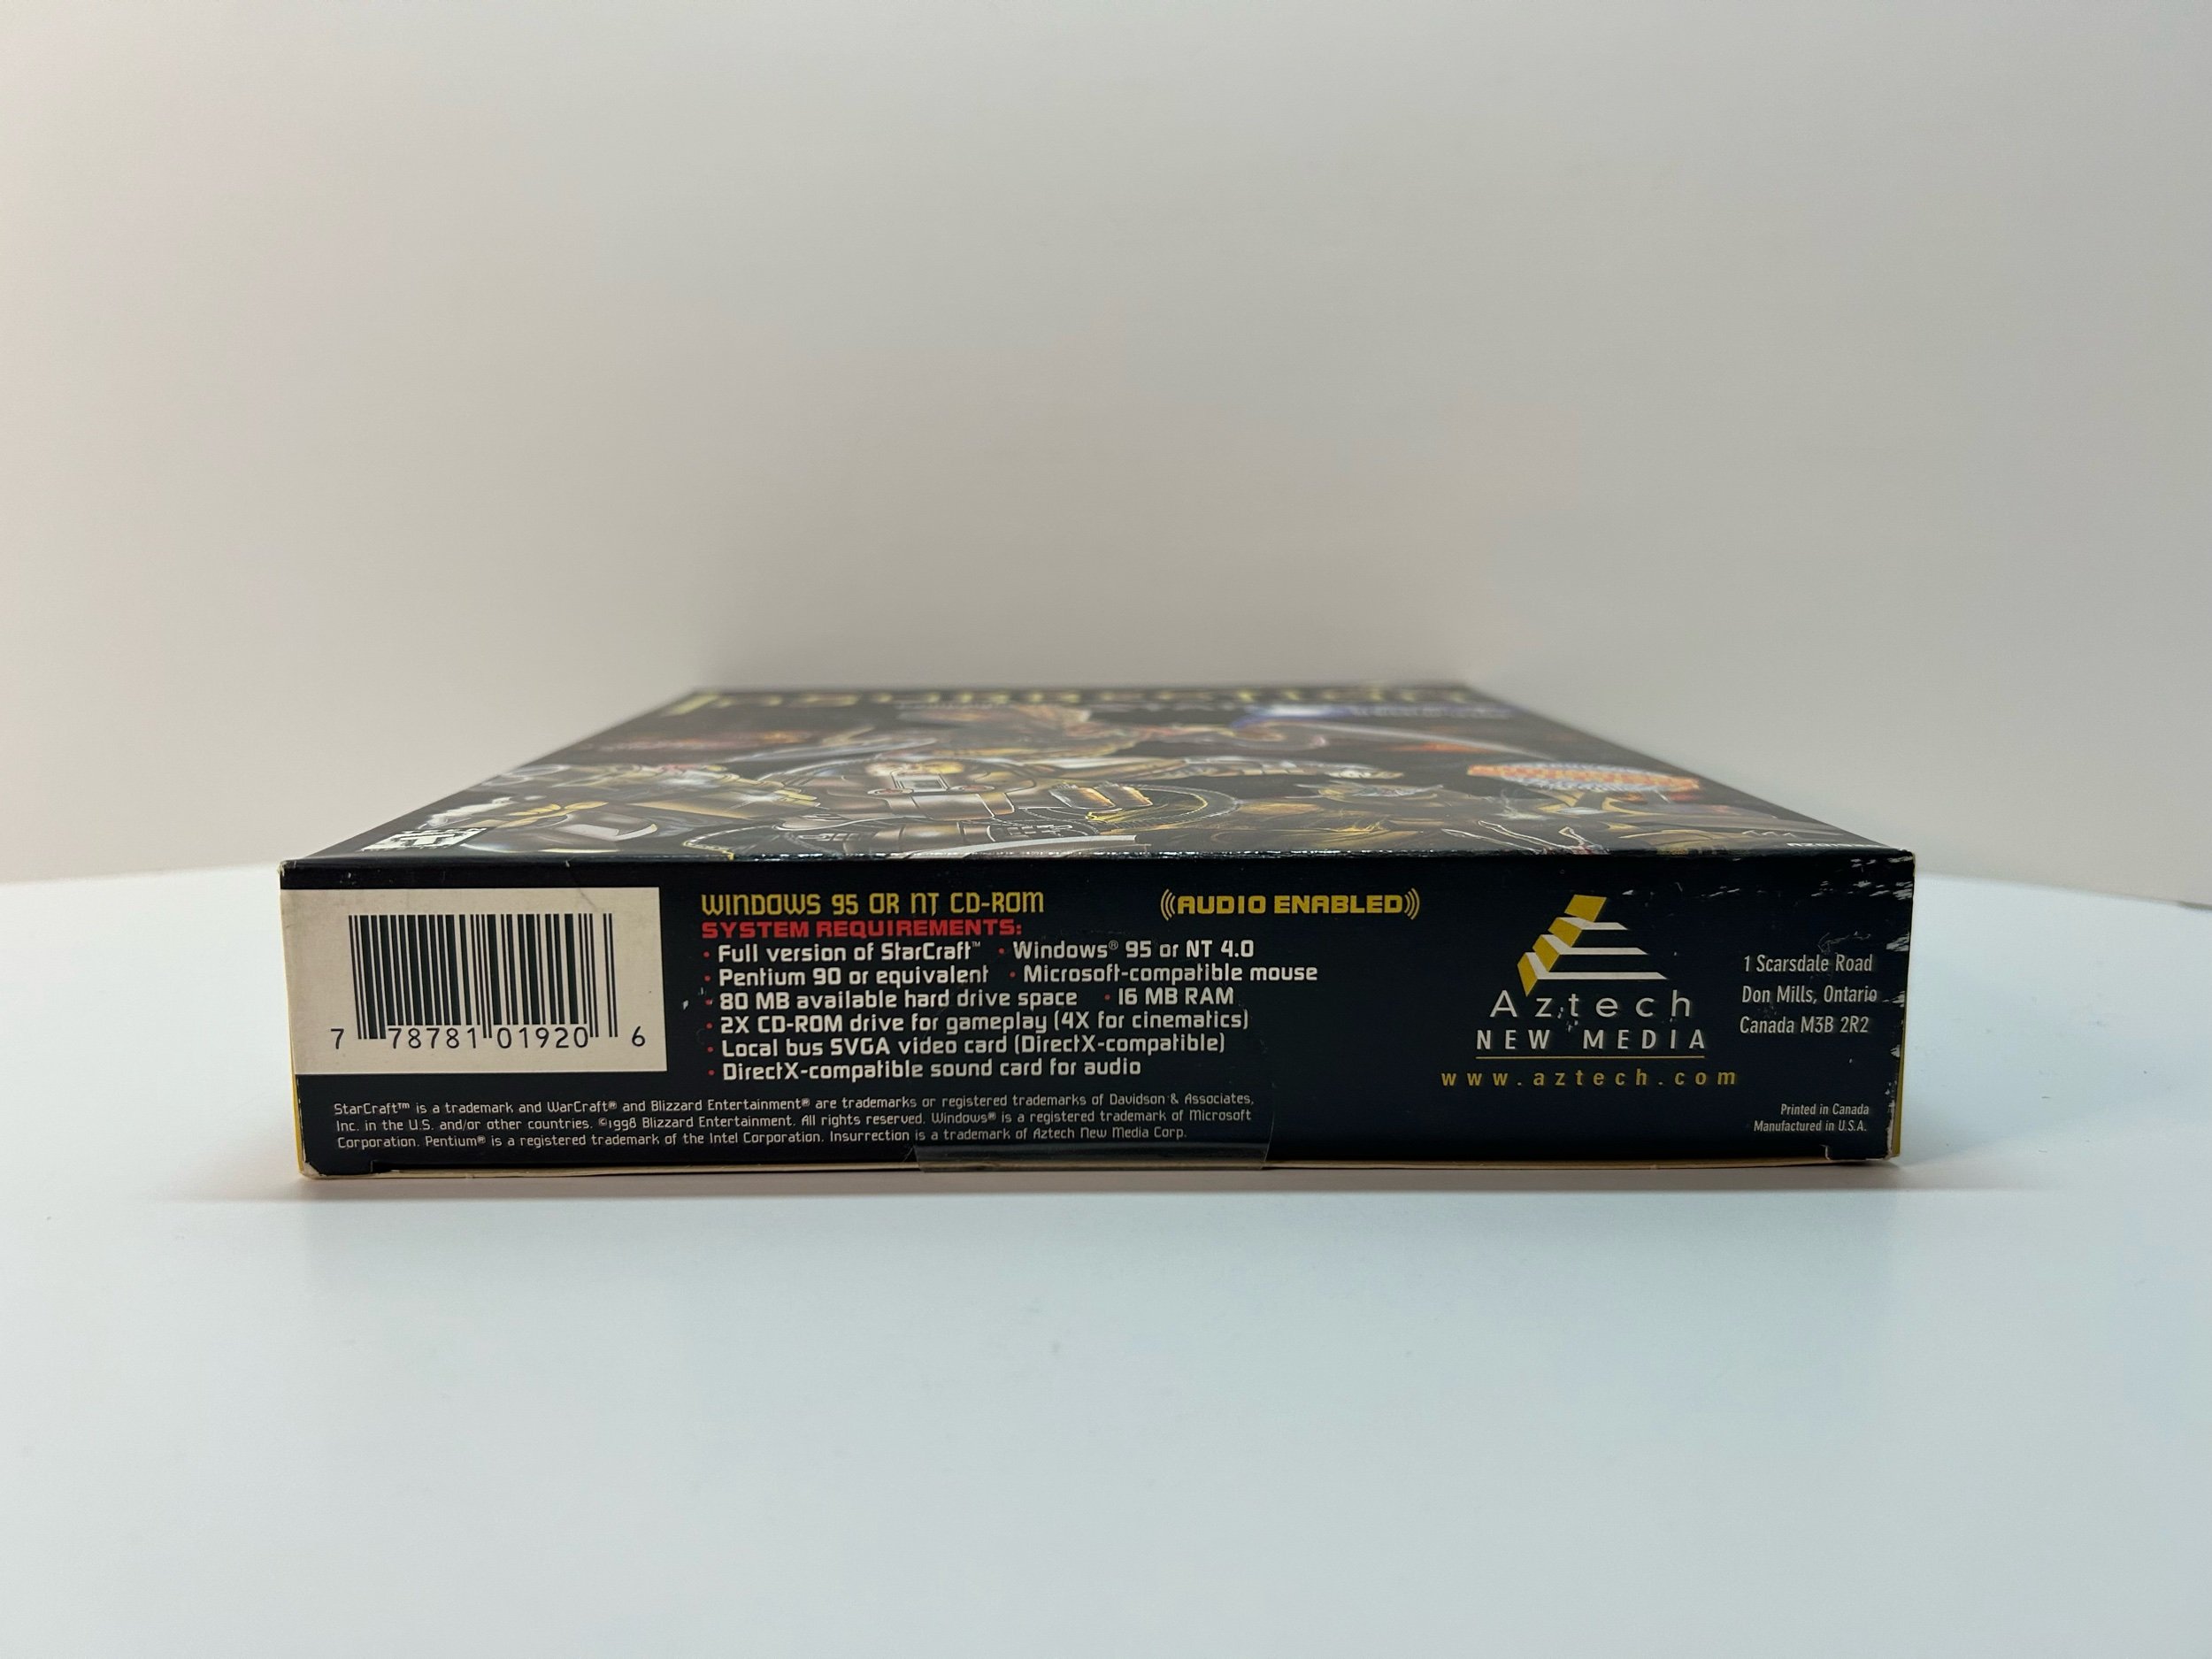 Insurrection
7 78781 01920 6
WINDOWS 95 OR NT CD-ROM
((AUDIO ENABLED))
SYSTEM REQUIREMENTS:
• Full version of StarCraft™ • Windows® 95 or NT 4.0
• Pentium 90 or equivalent • Microsoft-compatible mouse
• 80 MB available hard drive space • 16 MB RAM
• 2X CD-ROM drive for gameplay (4X for cinematics)
• Local bus SVGA video card (DirectX-compatible)
• DirectX-compatible sound card for audio
StarCraft™ is a trademark and WarCraft® and Blizzard Entertainment® are trademarks or registered trademarks of Davidson & Associates,
Inc. in the U.S. and/or other countries. ©1998 Blizzard Entertainment. All rights reserved. Windows® is a registered trademark of Microsoft
Corporation. Pentium® is a registered trademark of the Intel Corporation. Insurrection is a trademark of Aztech New Media Corp.
Aztech
NEW MEDIA
www.aztech.com
1 Scarsdale Road
Don Mills, Ontario
Canada M3B 2R2
Printed in Canada
Manufactured in U.S.A.